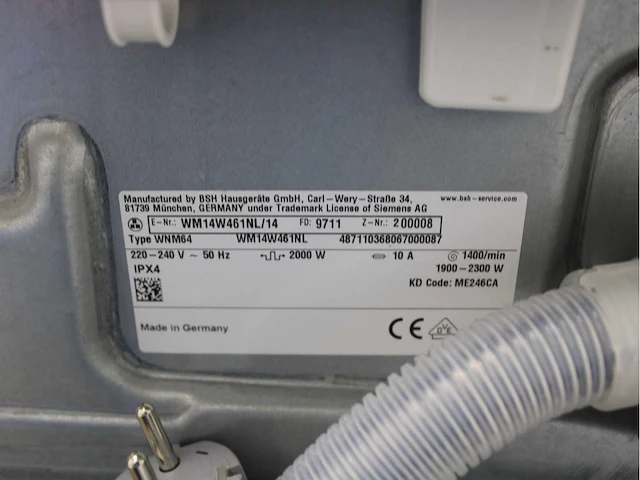 Manufactured by BSH Hausgeräte GmbH, Carl-Wery-Straße 34,
81739 München, GERMANY under Trademark License of Siemens AG
www.bsh-service.com
E-Nr.: WM14W461NL/14 FD: 9711 Z-Nr.: 200008
Type WNM64 WM14W461NL 487110368067000087
220-240 V ~ 50 Hz 2000 W 10 A 1400/min
IPX4 1900-2300 W
KD Code: ME246CA
Made in Germany CE DVE